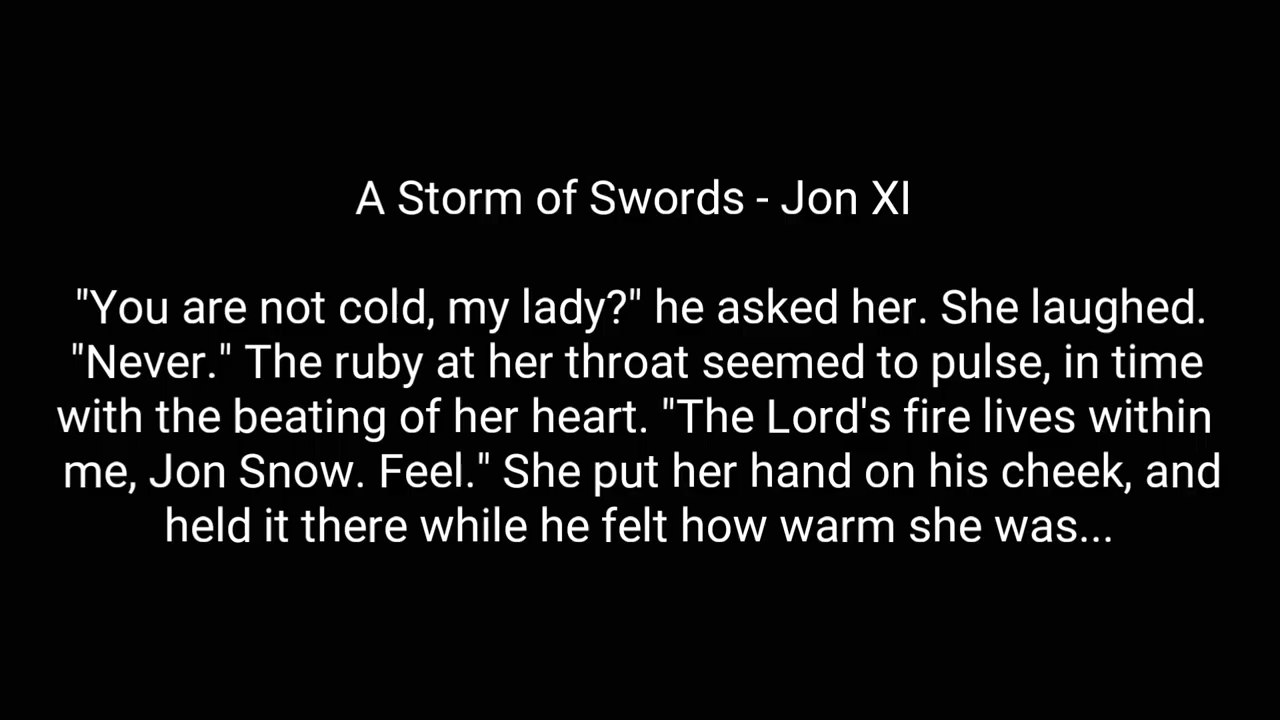 A Storm of Swords - Jon XI
"You are not cold, my lady?" he asked her. She laughed.
"Never." The ruby at her throat seemed to pulse, in time
with the beating of her heart. "The Lord's fire lives within
me, Jon Snow. Feel." She put her hand on his cheek, and
held it there while he felt how warm she was...